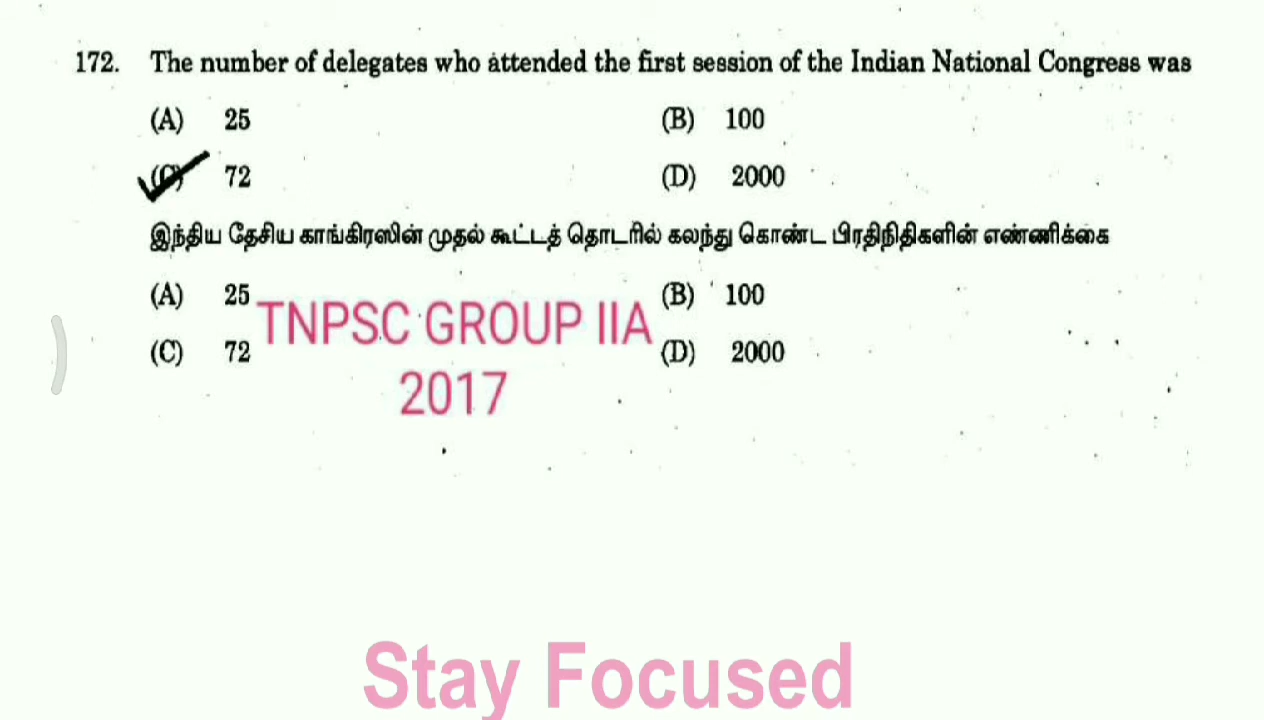 172. The number of delegates who attended the first session of the Indian National Congress was
(A) 25 (B) 100
(C) 72 (D) 2000
இந்திய தேசிய காங்கிரஸின் முதல் கூட்டத் தொடரில் கலந்து கொண்ட பிரதிநிதிகளின் எண்ணிக்கை
(A) 25 (B) 100
TNPSC GROUP IIA
(C) 72 (D) 2000
2017
Stay Focused